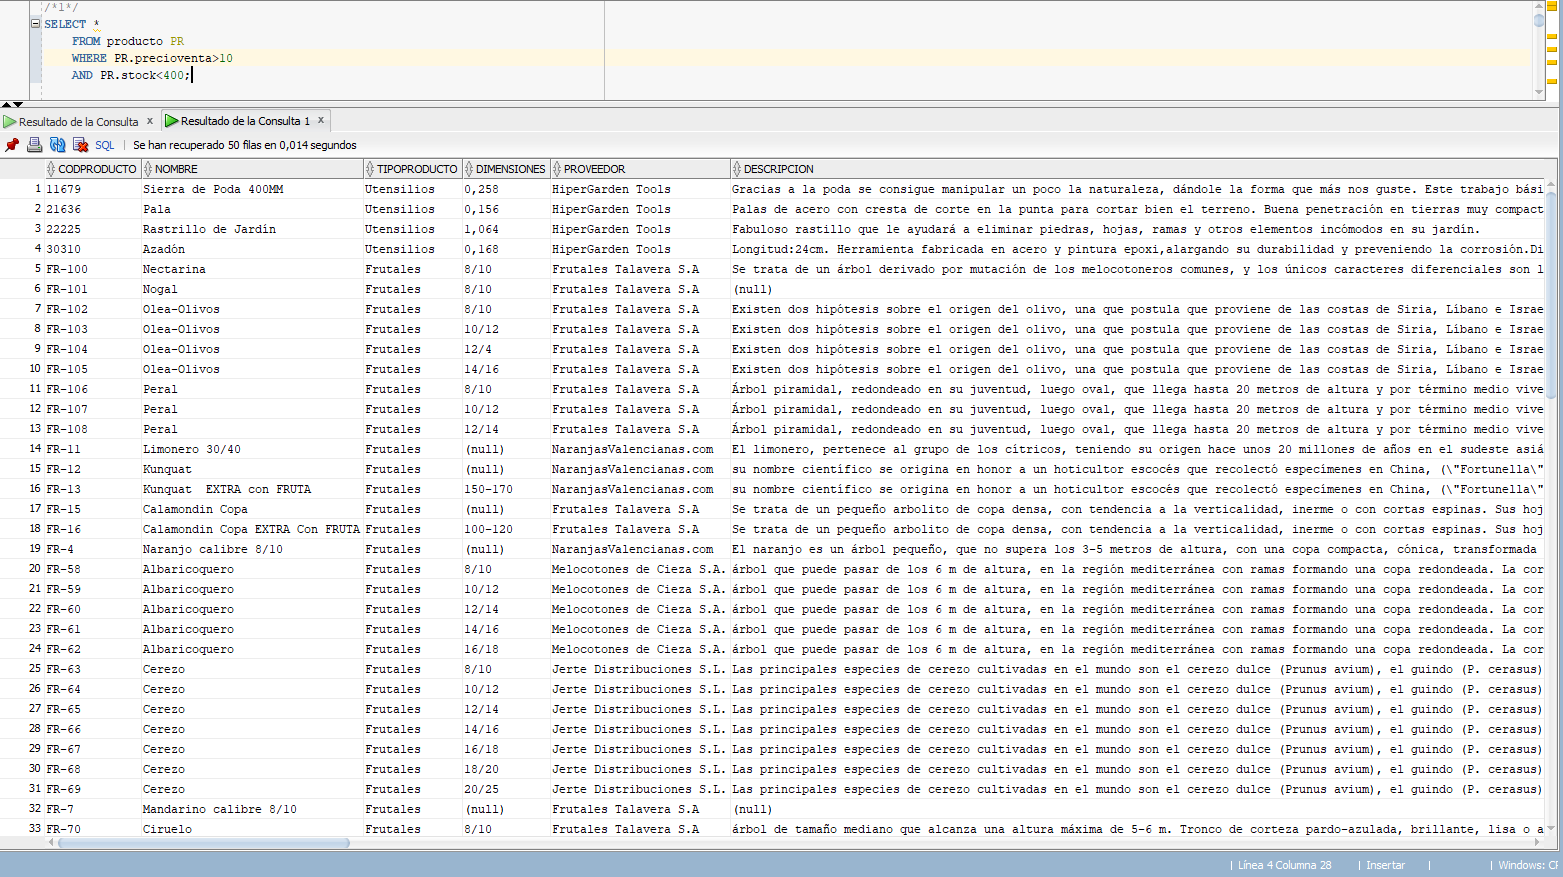 /*1*/
SELECT *
FROM producto PR
WHERE PR.precioventa>10
AND PR.stock<400;
Resultado de la Consulta x Resultado de la Consulta 1 x
SQL | Se han recuperado 50 filas en 0,014 segundos
CODPRODUCTO NOMBRE TIPOPRODUCTO DIMENSIONES PROVEEDOR DESCRIPCION
1 11679 Sierra de Poda 400MM Utensilios 0,258 HiperGarden Tools Gracias a la poda se consigue manipular un poco la naturaleza, dándole la forma que más nos guste. Este trabajo bási
2 21636 Pala Utensilios 0,156 HiperGarden Tools Palas de acero con cresta de corte en la punta para cortar bien el terreno. Buena penetración en tierras muy compact
3 22225 Rastrillo de Jardín Utensilios 1,064 HiperGarden Tools Fabuloso rastillo que le ayudará a eliminar piedras, hojas, ramas y otros elementos incómodos en su jardín.
4 30310 Azadón Utensilios 0,168 HiperGarden Tools Longitud:24cm. Herramienta fabricada en acero y pintura epoxi,alargando su durabilidad y preveniendo la corrosión.Di
5 FR-100 Nectarina Frutales 8/10 Frutales Talavera S.A Se trata de un árbol derivado por mutación de los melocotoneros comunes, y los únicos caracteres diferenciales son l
6 FR-101 Nogal Frutales 8/10 Frutales Talavera S.A (null)
7 FR-102 Olea-Olivos Frutales 8/10 Frutales Talavera S.A Existen dos hipótesis sobre el origen del olivo, una que postula que proviene de las costas de Siria, Líbano e Israe
8 FR-103 Olea-Olivos Frutales 10/12 Frutales Talavera S.A Existen dos hipótesis sobre el origen del olivo, una que postula que proviene de las costas de Siria, Líbano e Israe
9 FR-104 Olea-Olivos Frutales 12/4 Frutales Talavera S.A Existen dos hipótesis sobre el origen del olivo, una que postula que proviene de las costas de Siria, Líbano e Israe
10 FR-105 Olea-Olivos Frutales 14/16 Frutales Talavera S.A Existen dos hipótesis sobre el origen del olivo, una que postula que proviene de las costas de Siria, Líbano e Israe
11 FR-106 Peral Frutales 8/10 Frutales Talavera S.A Árbol piramidal, redondeado en su juventud, luego oval, que llega hasta 20 metros de altura y por término medio vive
12 FR-107 Peral Frutales 10/12 Frutales Talavera S.A Árbol piramidal, redondeado en su juventud, luego oval, que llega hasta 20 metros de altura y por término medio vive
13 FR-108 Peral Frutales 12/14 Frutales Talavera S.A Árbol piramidal, redondeado en su juventud, luego oval, que llega hasta 20 metros de altura y por término medio vive
14 FR-11 Limonero 30/40 Frutales (null) NaranjasValencianas.com El limonero, pertenece al grupo de los cítricos, teniendo su origen hace unos 20 millones de años en el sudeste asiá
15 FR-12 Kunquat Frutales (null) NaranjasValencianas.com su nombre científico se origina en honor a un hoticultor escocés que recolectó especímenes en China, (\"Fortunella\"
16 FR-13 Kunquat EXTRA con FRUTA Frutales 150-170 NaranjasValencianas.com su nombre científico se origina en honor a un hoticultor escocés que recolectó especímenes en China, (\"Fortunella\"
17 FR-15 Calamondin Copa Frutales (null) Frutales Talavera S.A Se trata de un pequeño arbolito de copa densa, con tendencia a la verticalidad, inerme o con cortas espinas. Sus hoj
18 FR-16 Calamondin Copa EXTRA Con FRUTA Frutales 100-120 Frutales Talavera S.A Se trata de un pequeño arbolito de copa densa, con tendencia a la verticalidad, inerme o con cortas espinas. Sus hoj
19 FR-4 Naranjo calibre 8/10 Frutales (null) NaranjasValencianas.com El naranjo es un árbol pequeño, que no supera los 3-5 metros de altura, con una copa compacta, cónica, transformada
20 FR-58 Albaricoquero Frutales 8/10 Melocotones de Cieza S.A. árbol que puede pasar de los 6 m de altura, en la región mediterránea con ramas formando una copa redondeada. La cor
21 FR-59 Albaricoquero Frutales 10/12 Melocotones de Cieza S.A. árbol que puede pasar de los 6 m de altura, en la región mediterránea con ramas formando una copa redondeada. La cor
22 FR-60 Albaricoquero Frutales 12/14 Melocotones de Cieza S.A. árbol que puede pasar de los 6 m de altura, en la región mediterránea con ramas formando una copa redondeada. La cor
23 FR-61 Albaricoquero Frutales 14/16 Melocotones de Cieza S.A. árbol que puede pasar de los 6 m de altura, en la región mediterránea con ramas formando una copa redondeada. La cor
24 FR-62 Albaricoquero Frutales 16/18 Melocotones de Cieza S.A. árbol que puede pasar de los 6 m de altura, en la región mediterránea con ramas formando una copa redondeada. La cor
25 FR-63 Cerezo Frutales 8/10 Jerte Distribuciones S.L. Las principales especies de cerezo cultivadas en el mundo son el cerezo dulce (Prunus avium), el guindo (P. cerasus)
26 FR-64 Cerezo Frutales 10/12 Jerte Distribuciones S.L. Las principales especies de cerezo cultivadas en el mundo son el cerezo dulce (Prunus avium), el guindo (P. cerasus)
27 FR-65 Cerezo Frutales 12/14 Jerte Distribuciones S.L. Las principales especies de cerezo cultivadas en el mundo son el cerezo dulce (Prunus avium), el guindo (P. cerasus)
28 FR-66 Cerezo Frutales 14/16 Jerte Distribuciones S.L. Las principales especies de cerezo cultivadas en el mundo son el cerezo dulce (Prunus avium), el guindo (P. cerasus)
29 FR-67 Cerezo Frutales 16/18 Jerte Distribuciones S.L. Las principales especies de cerezo cultivadas en el mundo son el cerezo dulce (Prunus avium), el guindo (P. cerasus)
30 FR-68 Cerezo Frutales 18/20 Jerte Distribuciones S.L. Las principales especies de cerezo cultivadas en el mundo son el cerezo dulce (Prunus avium), el guindo (P. cerasus)
31 FR-69 Cerezo Frutales 20/25 Jerte Distribuciones S.L. Las principales especies de cerezo cultivadas en el mundo son el cerezo dulce (Prunus avium), el guindo (P. cerasus)
32 FR-7 Mandarino calibre 8/10 Frutales (null) Frutales Talavera S.A (null)
33 FR-70 Ciruelo Frutales 8/10 Frutales Talavera S.A árbol de tamaño mediano que alcanza una altura máxima de 5-6 m. Tronco de corteza pardo-azulada, brillante, lisa o a
| Línea 4 Columna 28 | Insertar | | Windows: CF